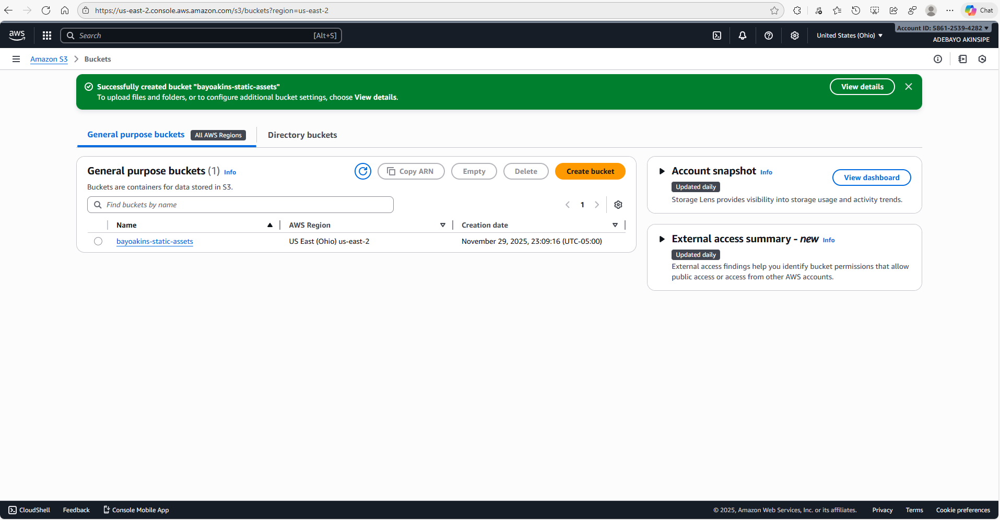 https://us-east-2.console.aws.amazon.com/s3/buckets?region=us-east-2
Chat
aws
Search [Alt+S]
United States (Ohio)
Account ID: 5861-2539-4282
ADEBAYO AKINSIPE
Amazon S3 Buckets
Successfully created bucket "bayoakins-static-assets"
To upload files and folders, or to configure additional bucket settings, choose View details.
View details
General purpose buckets All AWS Regions Directory buckets
General purpose buckets (1) Info
Copy ARN Empty Delete Create bucket
Buckets are containers for data stored in S3.
Find buckets by name
1
Name AWS Region Creation date
bayoakins-static-assets US East (Ohio) us-east-2 November 29, 2025, 23:09:16 (UTC-05:00)
Account snapshot Info
View dashboard
Updated daily
Storage Lens provides visibility into storage usage and activity trends.
External access summary - new Info
Updated daily
External access findings help you identify bucket permissions that allow
public access or access from other AWS accounts.
CloudShell Feedback Console Mobile App
© 2025, Amazon Web Services, Inc. or its affiliates. Privacy Terms Cookie preferences